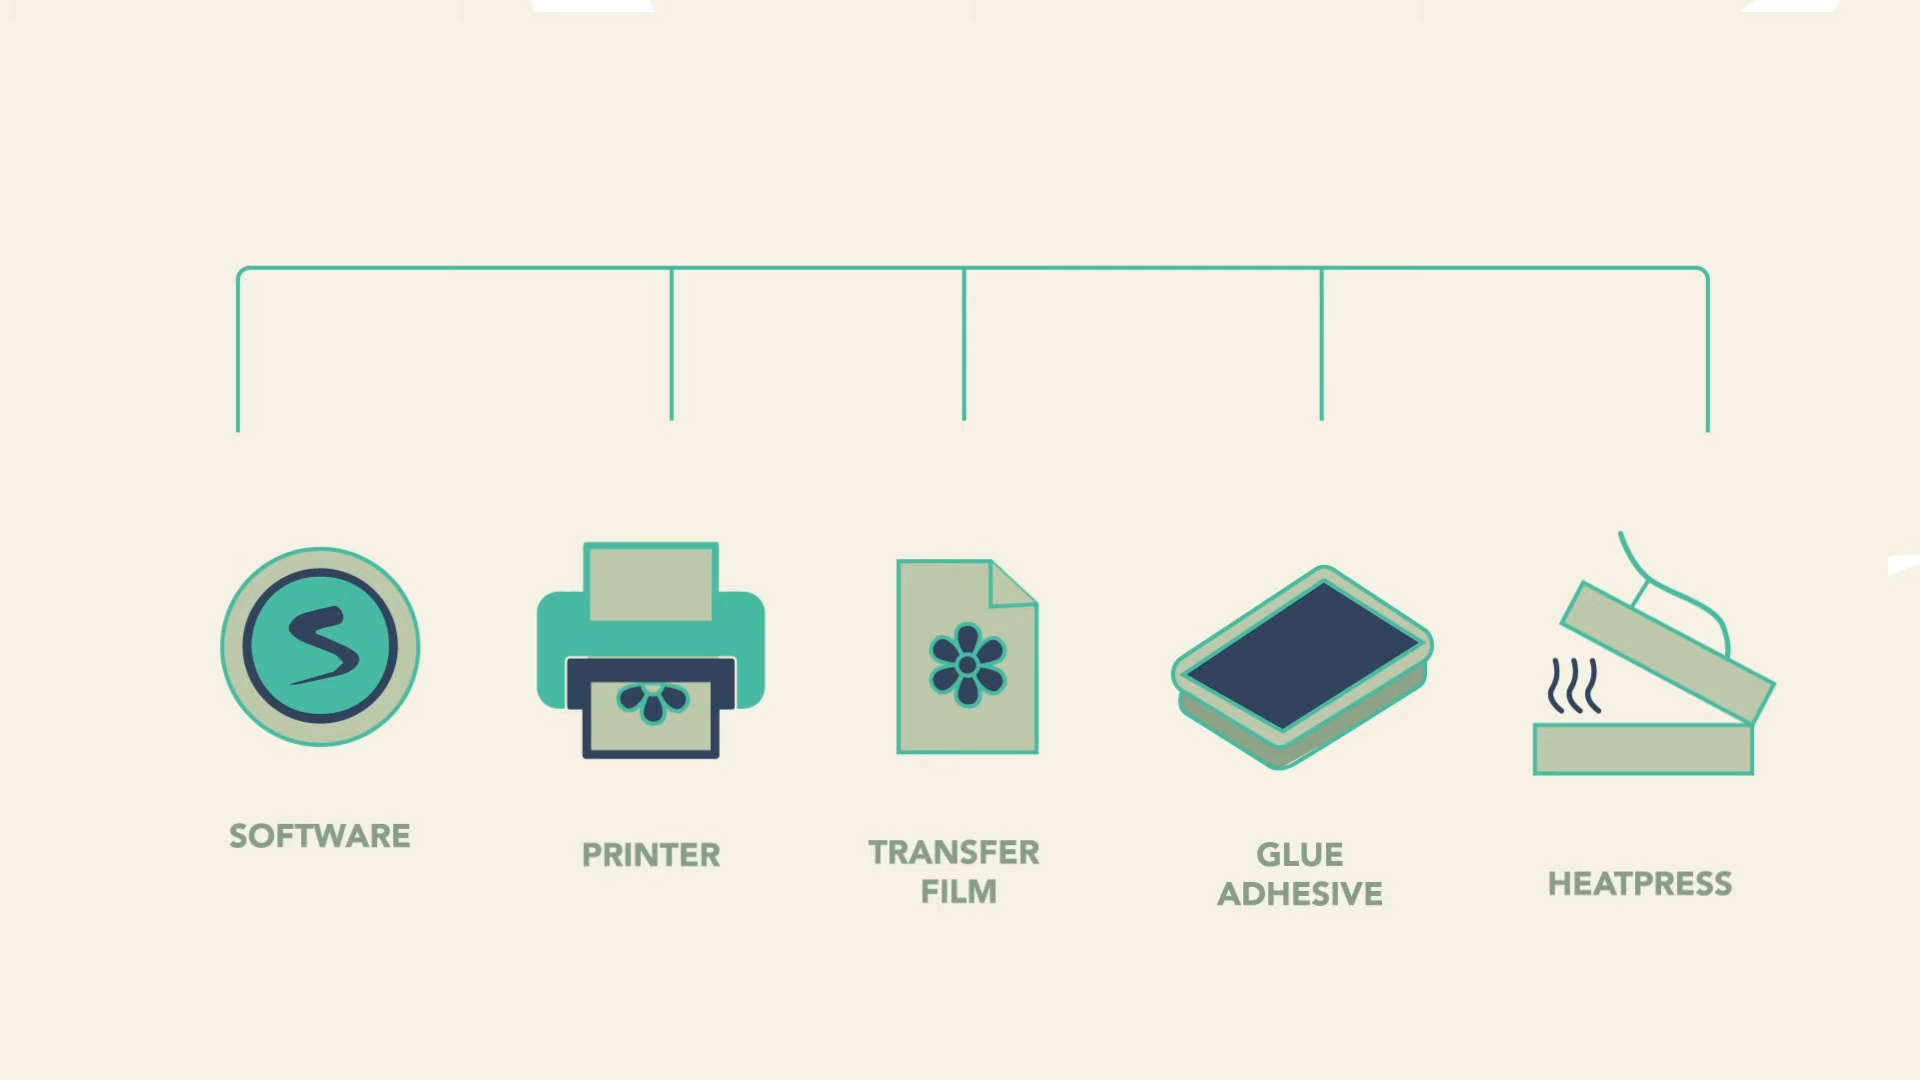 SOFTWARE
PRINTER
TRANSFER
FILM
GLUE
ADHESIVE
HEATPRESS